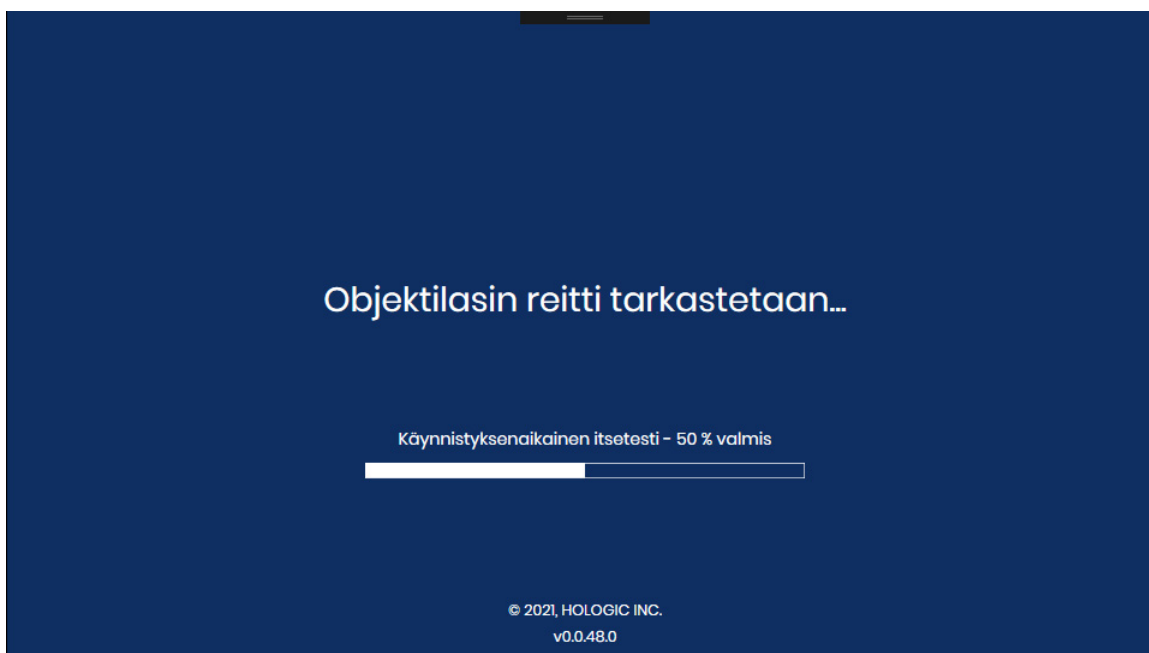 Objektilasin reitti tarkastetaan...
Käynnistyksenaikainen itsetesti - 50 % valmis
© 2021, HOLOGIC INC.
v0.0.48.0